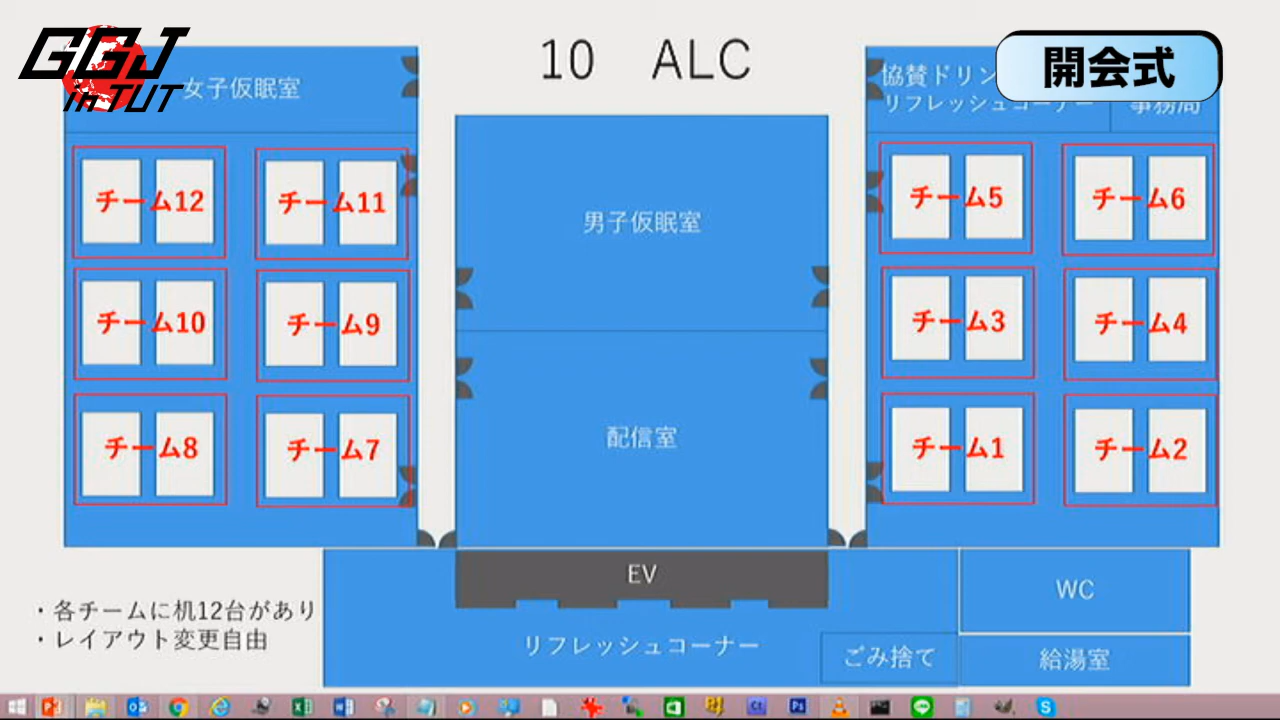 GGJ
in TUT
10 ALC
開会式
女子仮眠室
協賛ドリン
リフレッシュコーナー
事務局
チーム12
チーム11
男子仮眠室
チーム5
チーム6
チーム10
チーム9
チーム3
チーム4
チーム8
チーム7
配信室
チーム1
チーム2
EV
WC
・各チームに机12台があり
・レイアウト変更自由
リフレッシュコーナー
ごみ捨て
給湯室